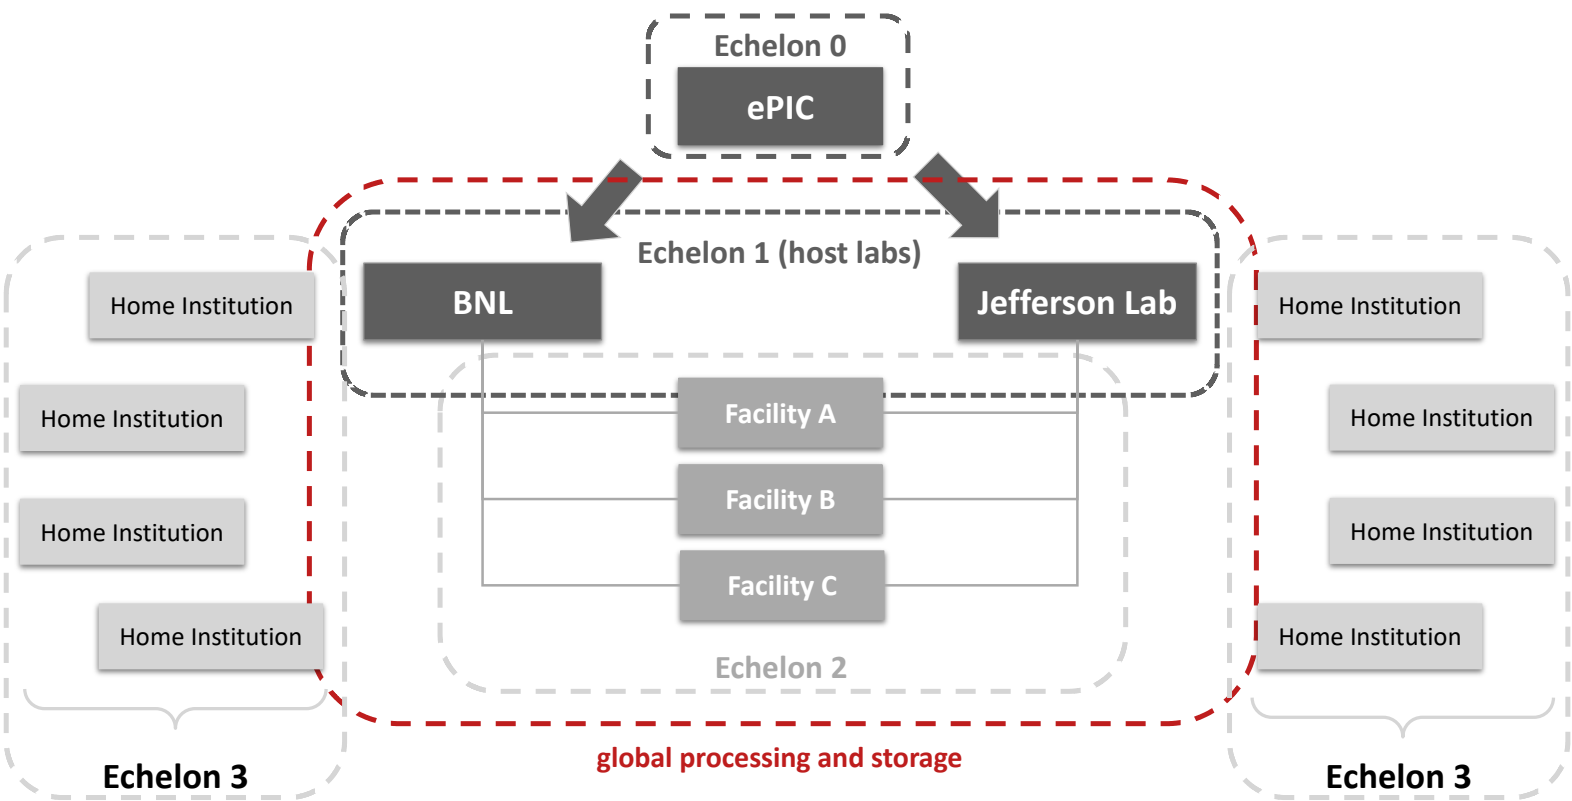 Echelon 0
ePIC
Echelon 1 (host labs)
BNL
Jefferson Lab
Home Institution
Home Institution
Home Institution
Home Institution
Echelon 3
Facility A
Facility B
Facility C
Echelon 2
global processing and storage
Home Institution
Home Institution
Home Institution
Home Institution
Echelon 3